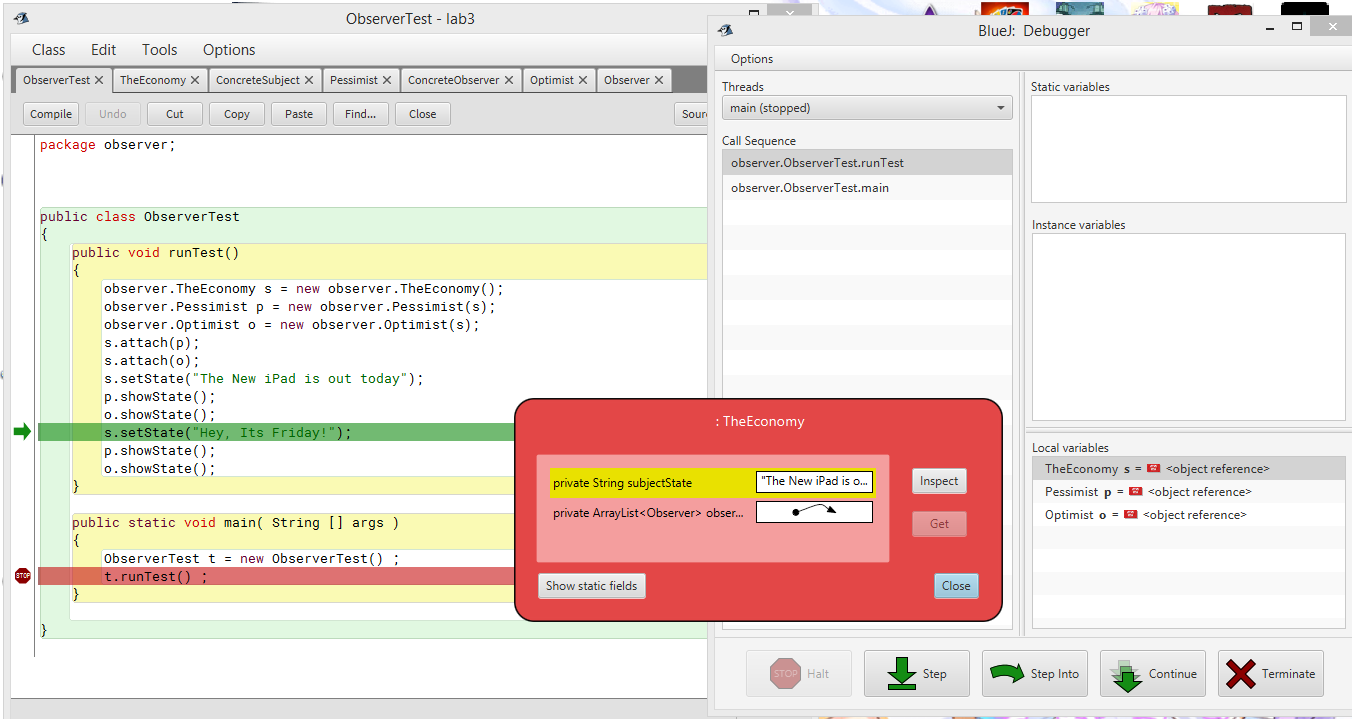 ObserverTest - lab3
Class Edit Tools Options
ObserverTest TheEconomy ConcreteSubject Pessimist ConcreteObserver Optimist Observer
Compile Undo Cut Copy Paste Find... Close Sour
package observer;
public class ObserverTest
{
public void runTest()
{
observer.TheEconomy s = new observer.TheEconomy();
observer.Pessimist p = new observer.Pessimist(s);
observer.Optimist o = new observer.Optimist(s);
s.attach(p);
s.attach(o);
s.setState("The New iPad is out today");
p.showState();
o.showState();
s.setState("Hey, Its Friday!");
p.showState();
o.showState();
}
public static void main( String [] args )
{
ObserverTest t = new ObserverTest() ;
STOP
t.runTest() ;
}
}
BlueJ: Debugger
Options
Threads
main (stopped)
Call Sequence
observer.ObserverTest.runTest
observer.ObserverTest.main
Static variables
Instance variables
Local variables
TheEconomy s = <object reference>
Pessimist p = <object reference>
Optimist o = <object reference>
: TheEconomy
private String subjectState "The New iPad is o...
private ArrayList<Observer> obser...
Inspect
Get
Show static fields
Close
STOP Halt
Step
Step Into
Continue
Terminate